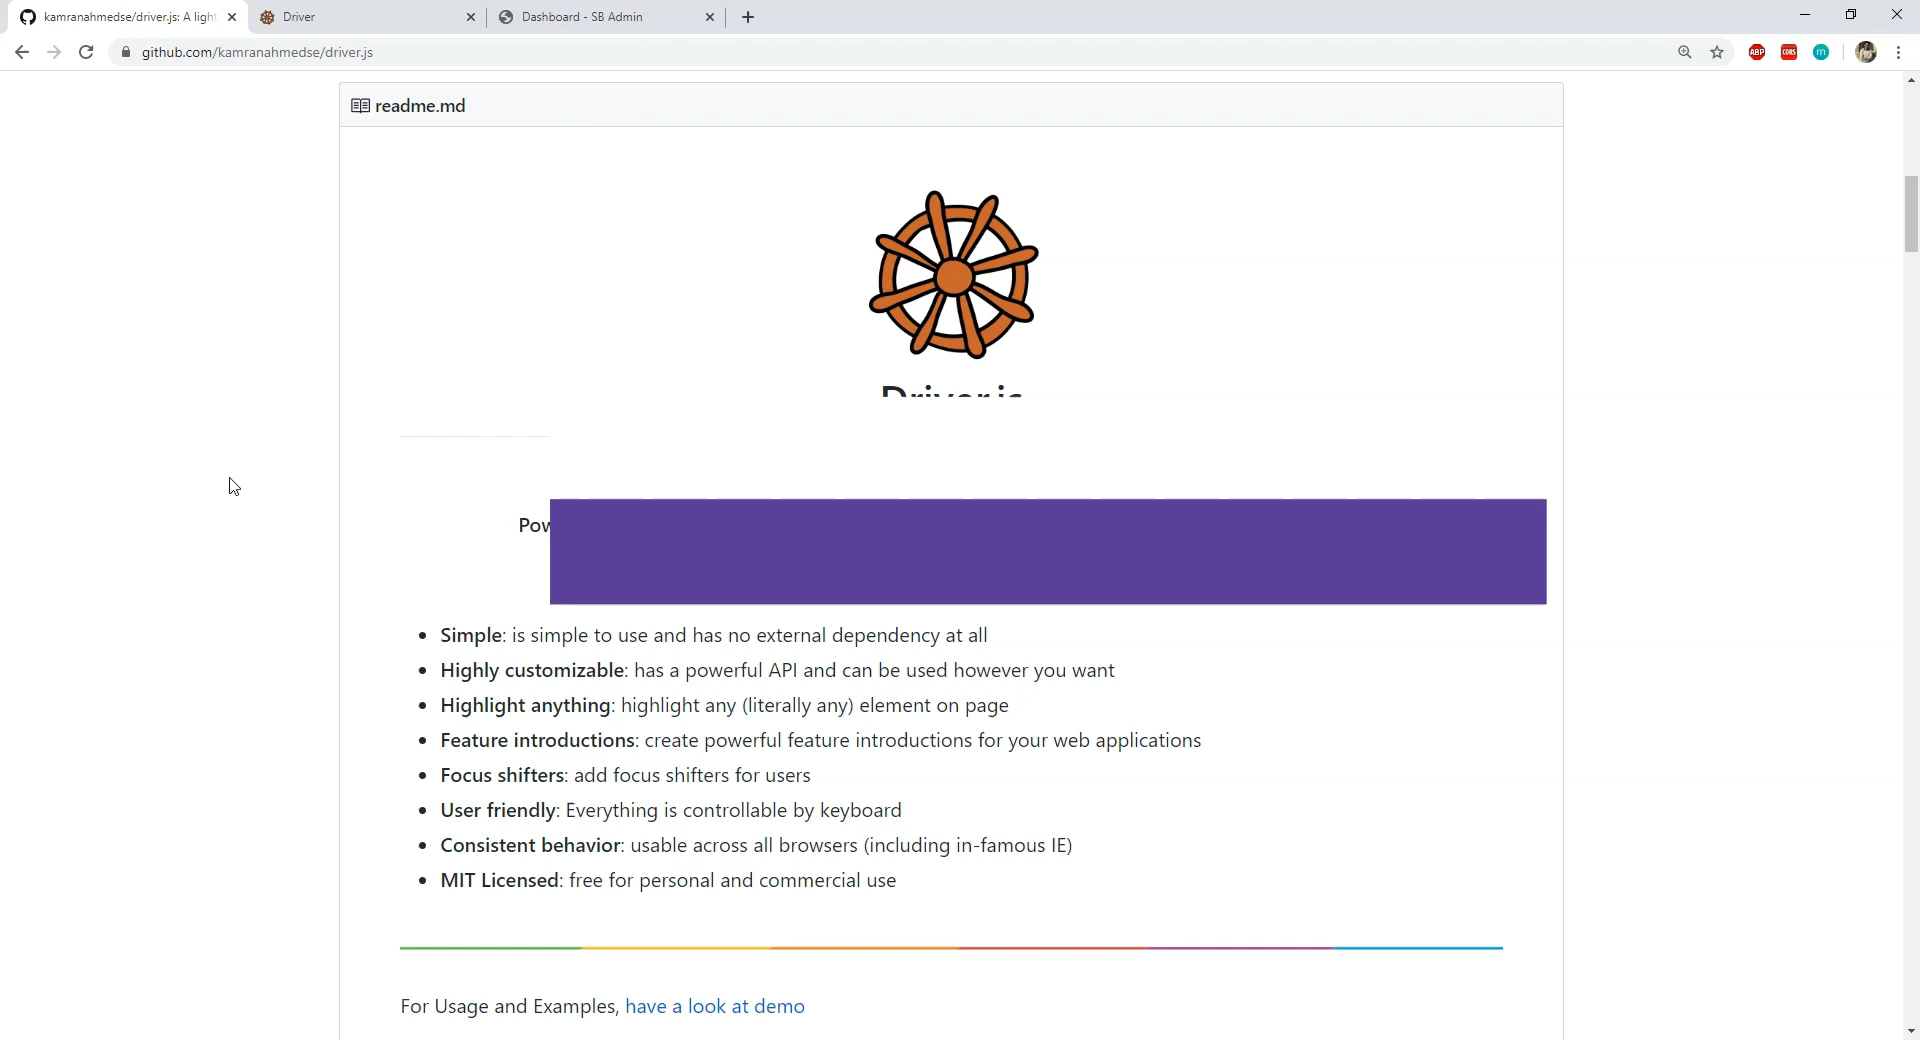 kamranahmedse/driver.js: A light
Driver
Dashboard - SB Admin
github.com/kamranahmedse/driver.js
ABP
CORS
m
readme.md
Driver.js
Simple: is simple to use and has no external dependency at all
Highly customizable: has a powerful API and can be used however you want
Highlight anything: highlight any (literally any) element on page
Feature introductions: create powerful feature introductions for your web applications
Focus shifters: add focus shifters for users
User friendly: Everything is controllable by keyboard
Consistent behavior: usable across all browsers (including in-famous IE)
MIT Licensed: free for personal and commercial use
For Usage and Examples, have a look at demo